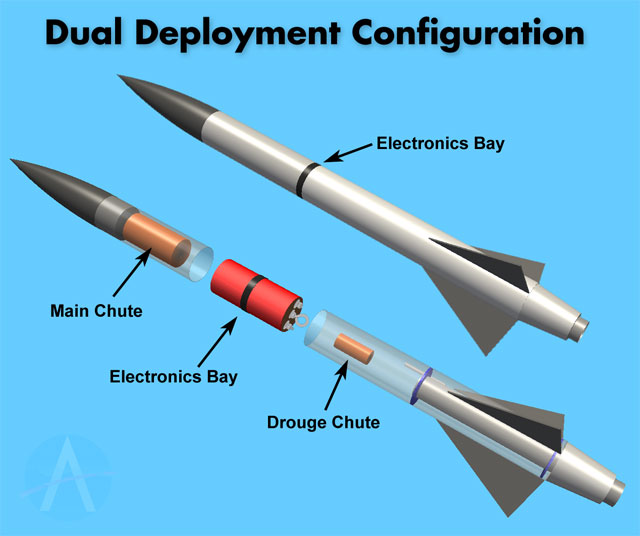 Dual Deployment Configuration
Electronics Bay
Main Chute
Electronics Bay
Drouge Chute